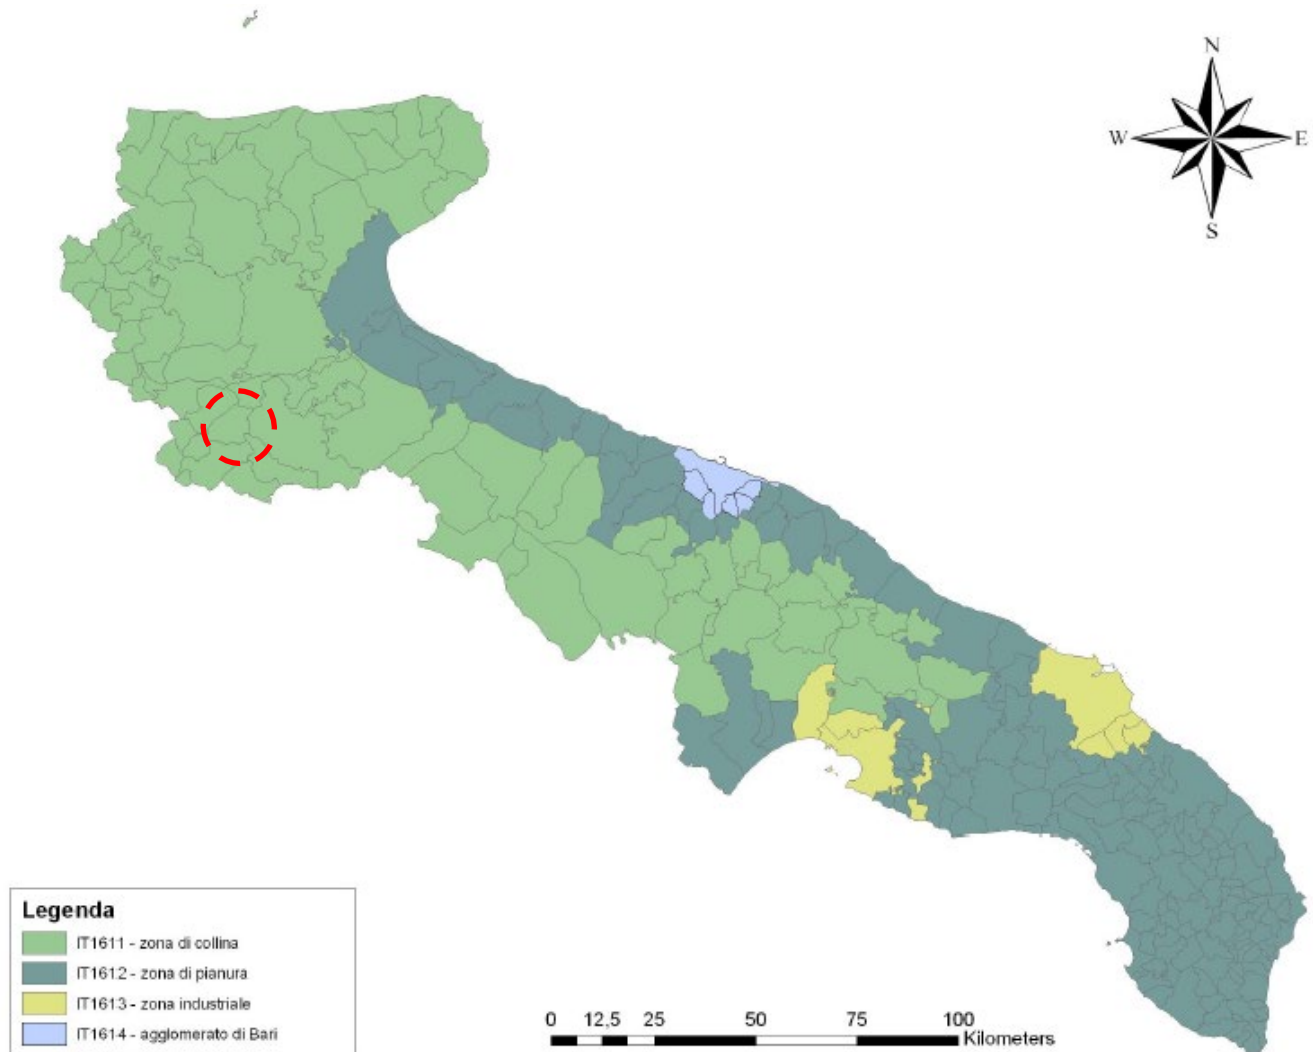 N
W E
S
Legenda
IT1611 - zona di collina
IT1612 - zona di pianura
IT1613 - zona industriale
IT1614 - agglomerato di Bari
0 12,5 25 50 75 100
Kilometers